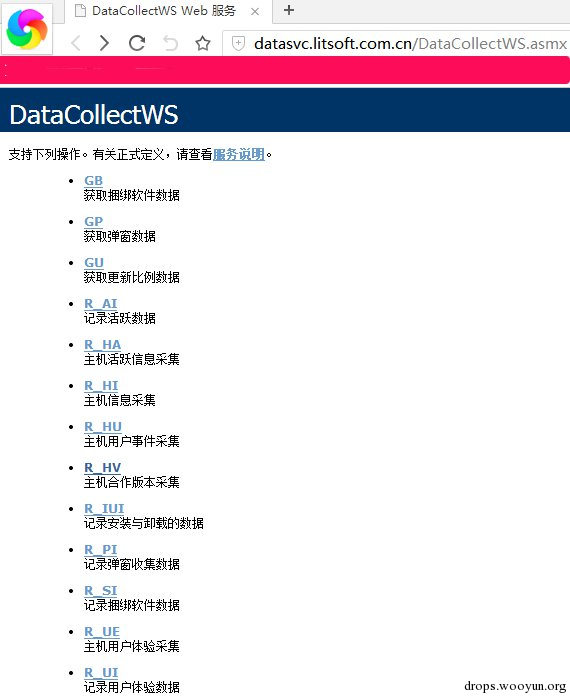 DataCollectWS Web 服务
datasvc.litsoft.com.cn/DataCollectWS.asmx
DataCollectWS
支持下列操作。有关正式定义，请查看服务说明。
GB
获取捆绑软件数据
GP
获取弹窗数据
GU
获取更新比例数据
R_AI
记录活跃数据
R_HA
主机活跃信息采集
R_HI
主机信息采集
R_HU
主机用户事件采集
R_HV
主机合作版本采集
R_IUI
记录安装与卸载的数据
R_PI
记录弹窗收集数据
R_SI
记录捆绑软件数据
R_UE
主机用户体验采集
R_UI
记录用户体验数据
drops.wooyun.org